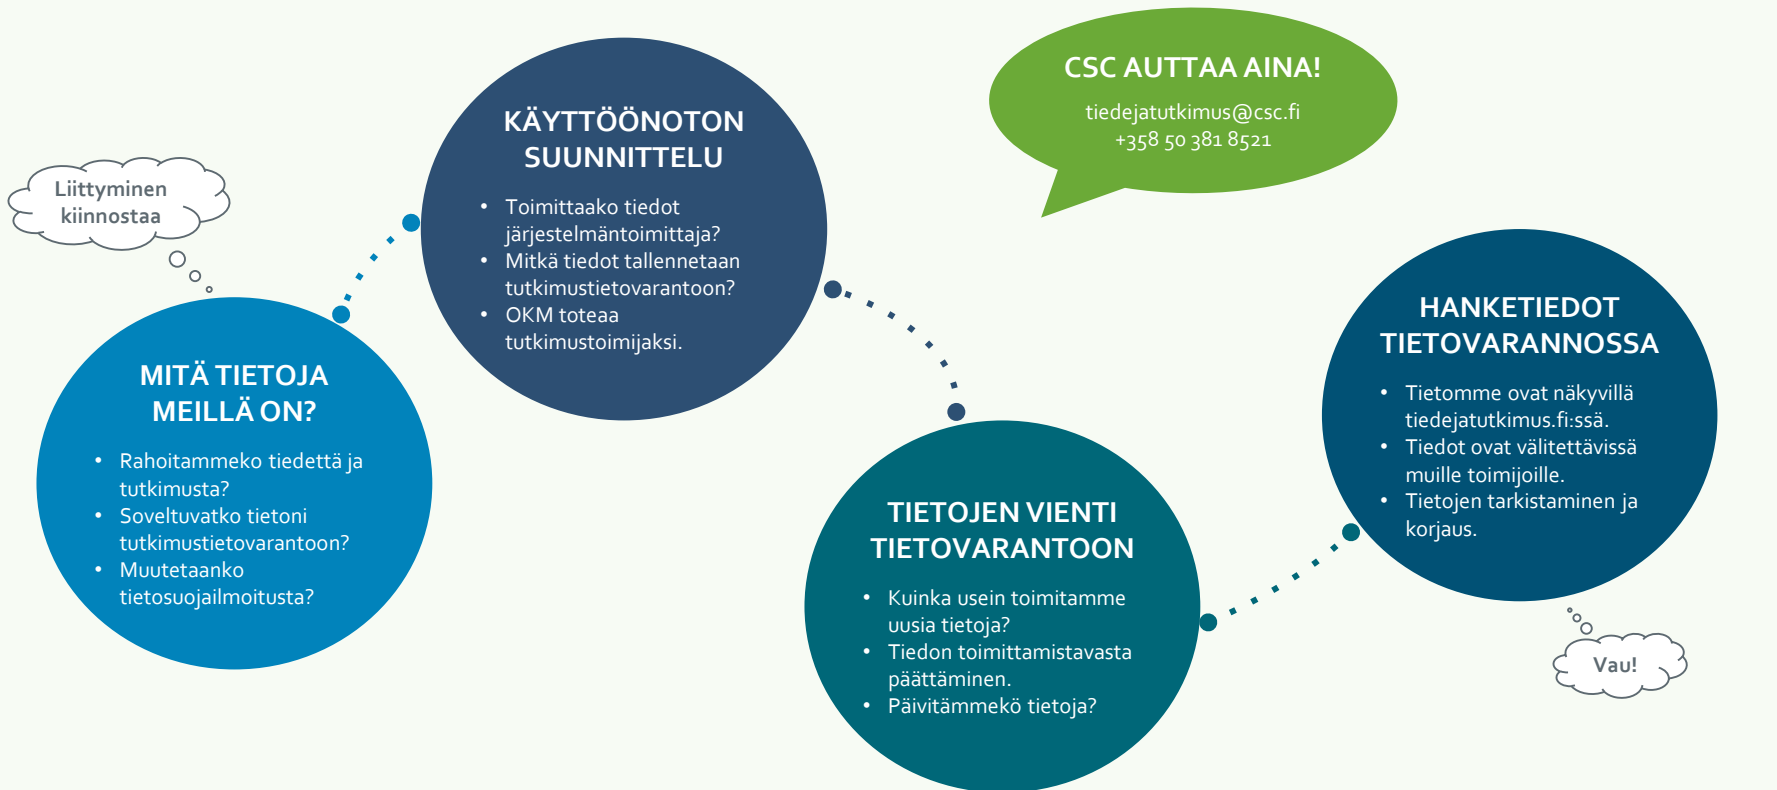 Liittyminen
kiinnostaa
MITÄ TIETOJA
MEILLÄ ON?
• Rahoitammeko tiedettä ja
tutkimusta?
• Soveltuvatko tietoni
tutkimustietovarantoon?
• Muutetaanko
tietosuojailmoitusta?
KÄYTTÖÖNOTON
SUUNNITTELU
• Toimittaako tiedot
järjestelmäntoimittaja?
• Mitkä tiedot tallennetaan
tutkimustietovarantoon?
• OKM toteaa
tutkimustoimijaksi.
CSC AUTTAA AINA!
tiedejatutkimus@csc.fi
+358 50 381 8521
TIETOJEN VIENTI
TIETOVARANTOON
• Kuinka usein toimitamme
uusia tietoja?
• Tiedon toimittamistavasta
päättäminen.
• Päivitämmekö tietoja?
HANKETIEDOT
TIETOVARANNOSSA
• Tietomme ovat näkyvillä
tiedejatutkimus.fi:ssä.
• Tiedot ovat välitettävissä
muille toimijoille.
• Tietojen tarkistaminen ja
korjaus.
Vau!